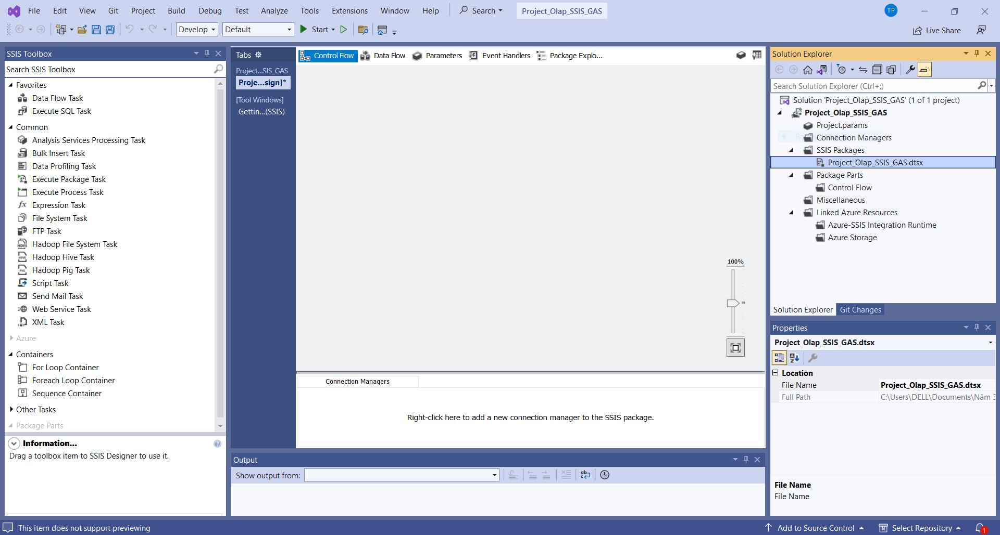 File Edit View Git Project Build Debug Test Analyze Tools Extensions Window Help Search Project_Olap_SSIS_GAS TP
Develop Default Start Live Share
SSIS Toolbox
Search SSIS Toolbox
Favorites
Data Flow Task
Execute SQL Task
Common
Analysis Services Processing Task
Bulk Insert Task
Data Profiling Task
Execute Package Task
Execute Process Task
Expression Task
File System Task
FTP Task
Hadoop File System Task
Hadoop Hive Task
Hadoop Pig Task
Script Task
Send Mail Task
Web Service Task
XML Task
Azure
Containers
For Loop Container
Foreach Loop Container
Sequence Container
Other Tasks
Package Parts
Information...
Drag a toolbox item to SSIS Designer to use it.
Tabs
Project...SIS_GAS
Proje...sign]*
[Tool Windows]
Gettin...(SSIS)
Control Flow Data Flow Parameters Event Handlers Package Explo...
100%
Connection Managers
Right-click here to add a new connection manager to the SSIS package.
Output
Show output from:
Solution Explorer
Search Solution Explorer (Ctrl+;)
Solution 'Project_Olap_SSIS_GAS' (1 of 1 project)
Project_Olap_SSIS_GAS
Project.params
Connection Managers
SSIS Packages
Project_Olap_SSIS_GAS.dtsx
Package Parts
Control Flow
Miscellaneous
Linked Azure Resources
Azure-SSIS Integration Runtime
Azure Storage
Solution Explorer Git Changes
Properties
Project_Olap_SSIS_GAS.dtsx
Location
File Name Project_Olap_SSIS_GAS.dtsx
Full Path C:\Users\DELL\Documents\Năm 3
File Name
File Name
This item does not support previewing Add to Source Control Select Repository 1